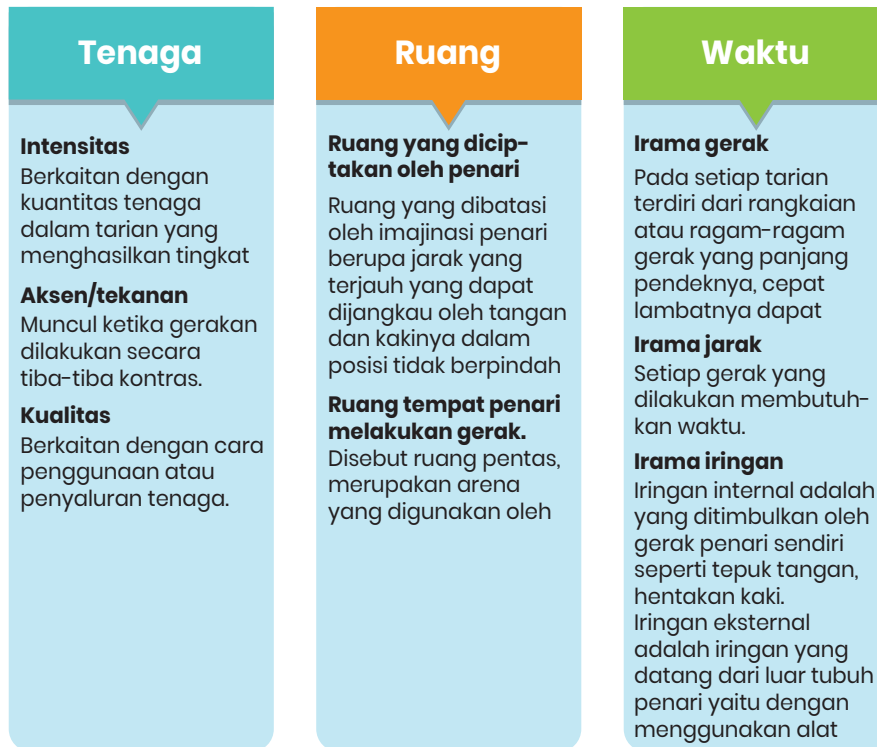 Tenaga
Intensitas
Berkaitan dengan
kuantitas tenaga
dalam tarian yang
menghasilkan tingkat
Aksen/tekanan
Muncul ketika gerakan
dilakukan secara
tiba-tiba kontras.
Kualitas
Berkaitan dengan cara
penggunaan atau
penyaluran tenaga.
Ruang
Ruang yang dicip-
takan oleh penari
Ruang yang dibatasi
oleh imajinasi penari
berupa jarak yang
terjauh yang dapat
dijangkau oleh tangan
dan kakinya dalam
posisi tidak berpindah
Ruang tempat penari
melakukan gerak.
Disebut ruang pentas,
merupakan arena
yang digunakan oleh
Waktu
Irama gerak
Pada setiap tarian
terdiri dari rangkaian
atau ragam-ragam
gerak yang panjang
pendeknya, cepat
lambatnya dapat
Irama jarak
Setiap gerak yang
dilakukan membutuh-
kan waktu.
Irama iringan
Iringan internal adalah
yang ditimbulkan oleh
gerak penari sendiri
seperti tepuk tangan,
hentakan kaki.
Iringan eksternal
adalah iringan yang
datang dari luar tubuh
penari yaitu dengan
menggunakan alat